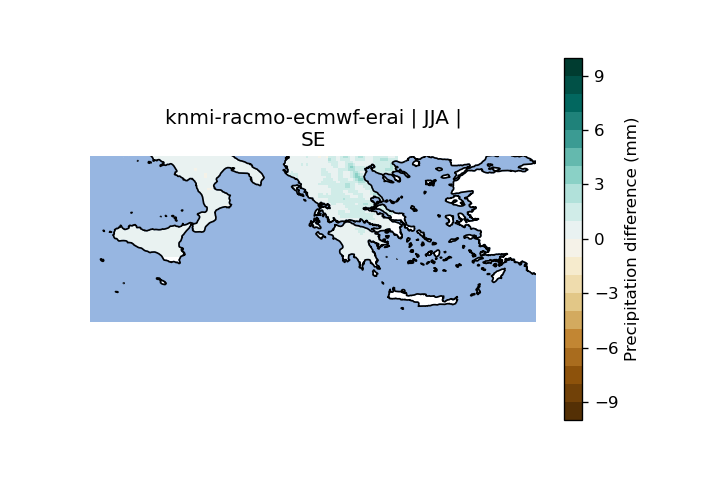 knmi-racmo-ecmwf-erai | JJA |
SE
9
6
3
0
−3
−6
−9
Precipitation difference (mm)